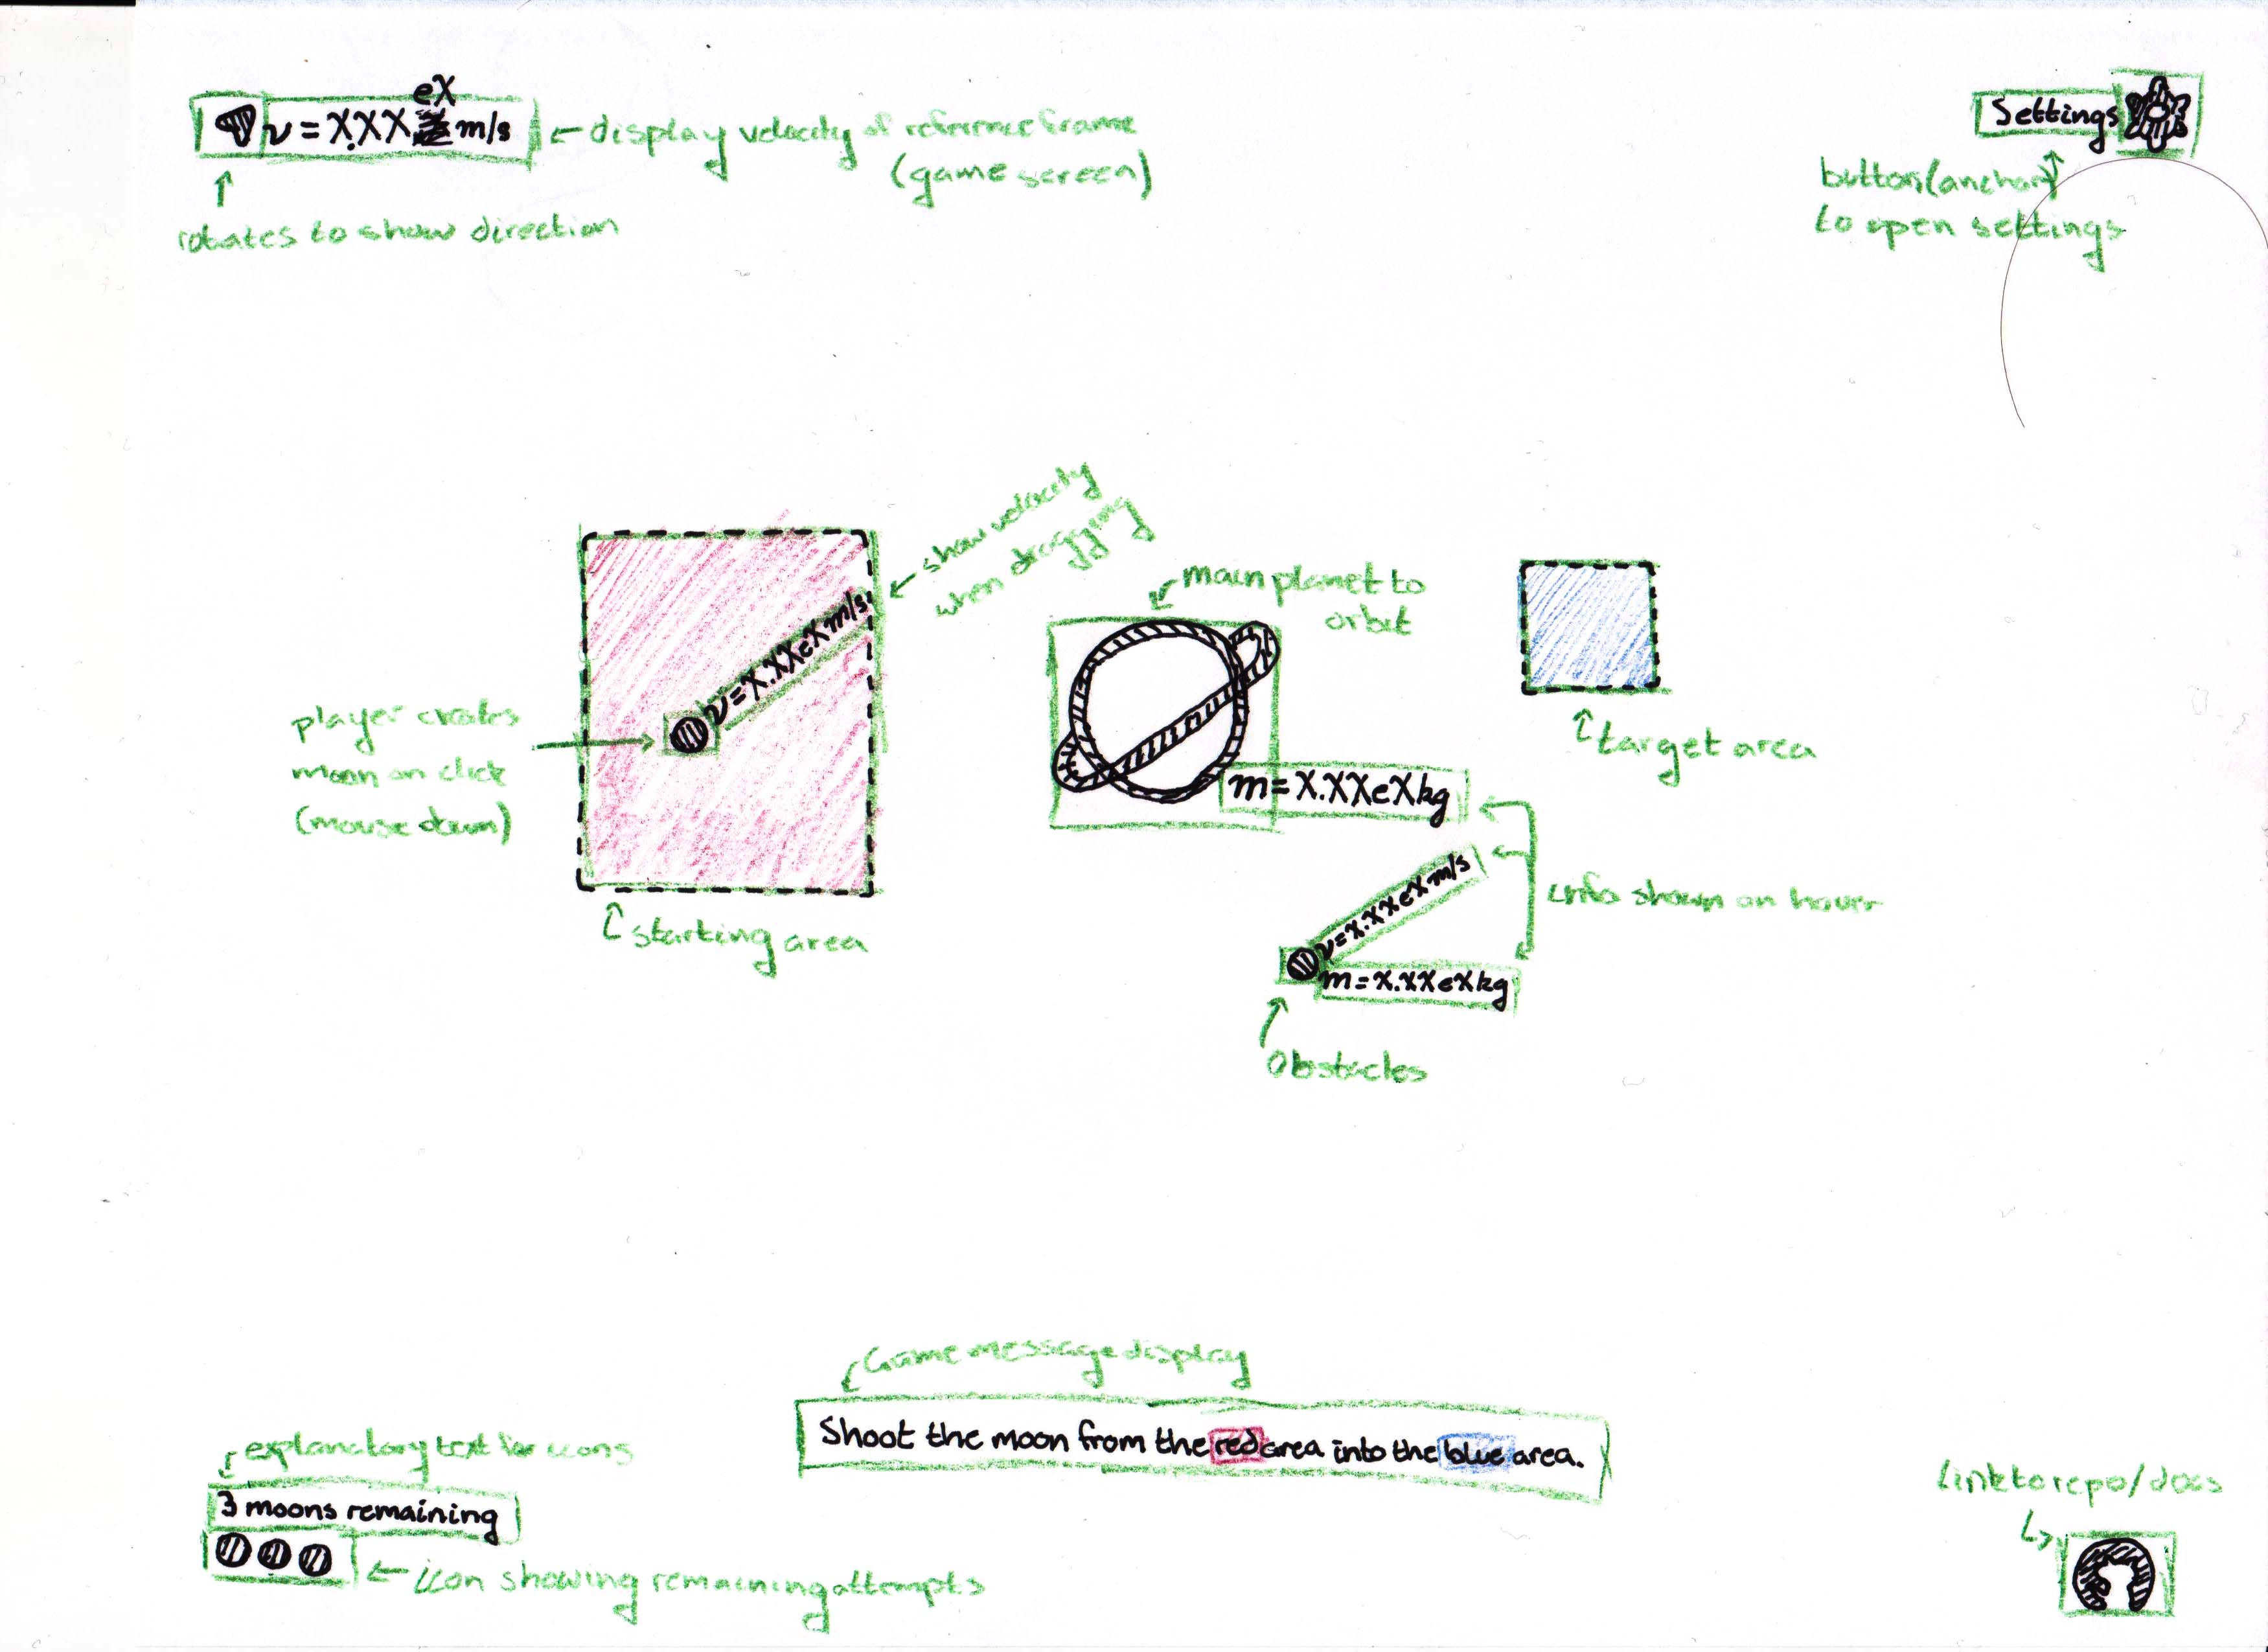 eX
v = X.XX m/s
← display velocity of reference frame
(game screen)
rotates to show direction
Settings
button (anchor)
to open settings
show velocity
when dragging
v = X.XXeX m/s
player creates
moon on click
(mouse down)
starting area
main planet to
orbit
m = X.XXeX kg
target area
v = X.XXeX m/s
m = X.XXeX kg
info shown on hover
Obstacles
Game message display
Shoot the moon from the red area into the blue area.
explanatory text for icons
3 moons remaining
← icon showing remaining attempts
Link to repo/docs